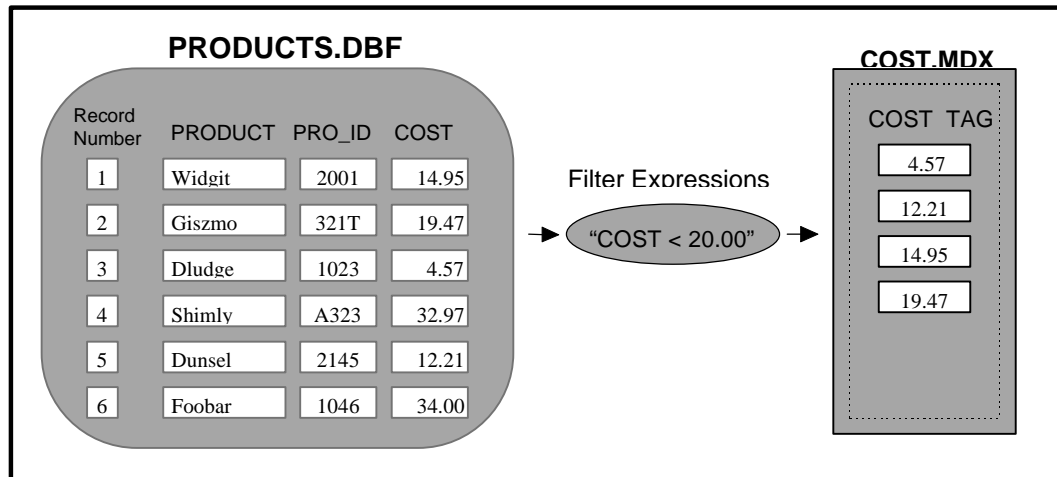 PRODUCTS.DBF
Record
Number PRODUCT PRO_ID COST
1 Widgit 2001 14.95
2 Giszmo 321T 19.47
3 Dludge 1023 4.57
4 Shimly A323 32.97
5 Dunsel 2145 12.21
6 Foobar 1046 34.00
Filter Expressions
“COST < 20.00”
COST.MDX
COST TAG
4.57
12.21
14.95
19.47